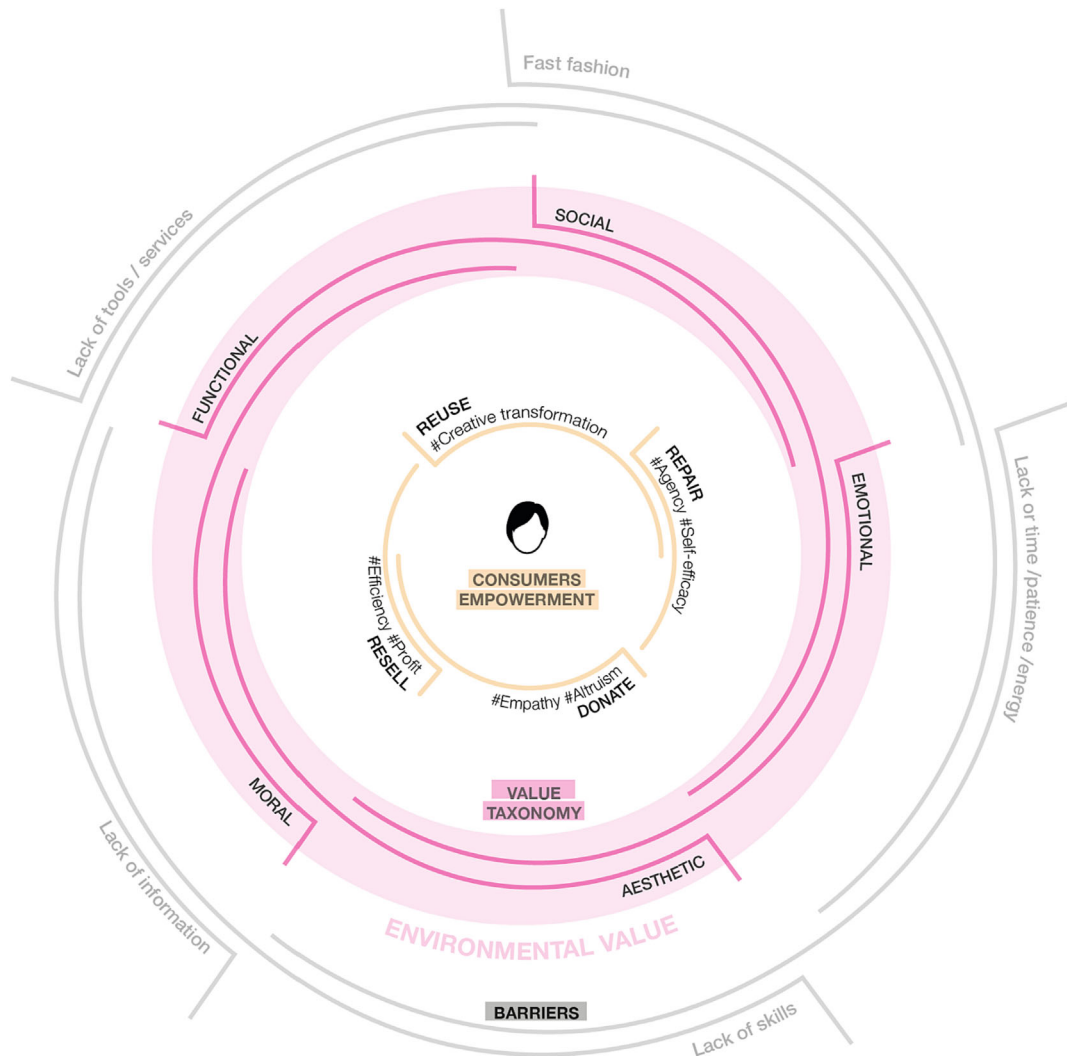 Fast fashion
Lack of tools / services
SOCIAL
FUNCTIONAL
REUSE
#Creative transformation
REPAIR
#Agency #Self-efficacy
EMOTIONAL
Lack or time /patience /energy
CONSUMERS
EMPOWERMENT
#Efficiency #Profit
RESELL
#Empathy #Altruism
DONATE
VALUE
TAXONOMY
MORAL
AESTHETIC
Lack of information
ENVIRONMENTAL VALUE
BARRIERS
Lack of skills